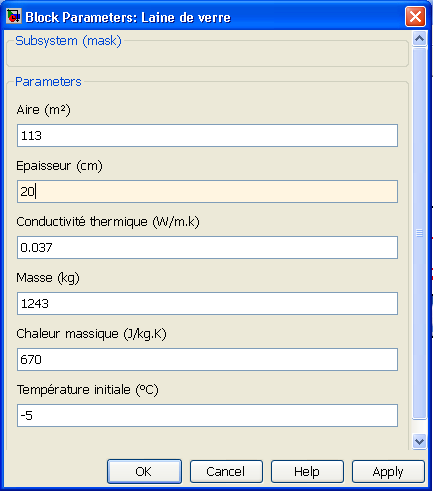 Block Parameters: Laine de verre
Subsystem (mask)
Parameters
Aire (m²)
113
Epaisseur (cm)
20
Conductivité thermique (W/m.k)
0.037
Masse (kg)
1243
Chaleur massique (J/kg.K)
670
Température initiale (ºC)
-5
OK Cancel Help Apply